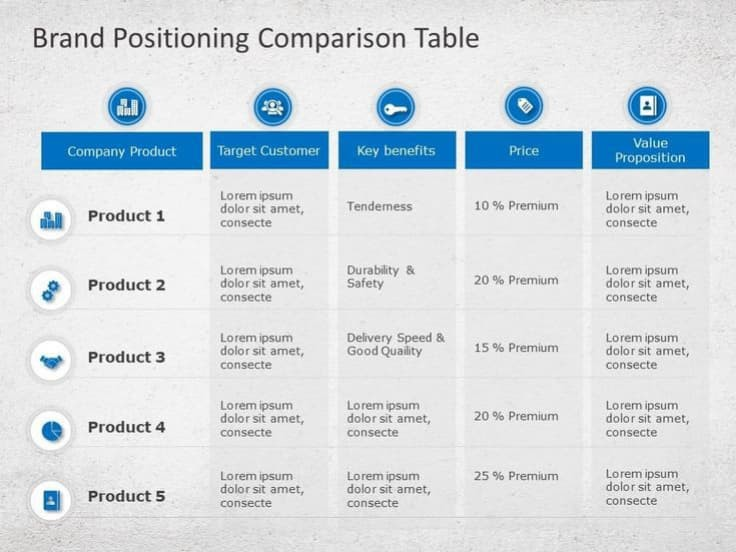 Brand Positioning Comparison Table
Company Product
Target Customer
Key benefits
Price
Value
Proposition
Product 1
Lorem ipsum
dolor sit amet,
consecte
Tenderness
10 % Premium
Lorem ipsum
dolor sit amet,
consecte
Product 2
Lorem ipsum
dolor sit amet,
consecte
Durability &
Safety
20 % Premium
Lorem ipsum
dolor sit amet,
consecte
Product 3
Lorem ipsum
dolor sit amet,
consecte
Delivery Speed &
Good Quaility
15 % Premium
Lorem ipsum
dolor sit amet,
consecte
Product 4
Lorem ipsum
dolor sit amet,
consecte
Lorem ipsum
dolor sit amet,
consecte
20 % Premium
Lorem ipsum
dolor sit amet,
consecte
Product 5
Lorem ipsum
dolor sit amet,
consecte
Lorem ipsum
dolor sit amet,
consecte
25 % Premium
Lorem ipsum
dolor sit amet,
consecte